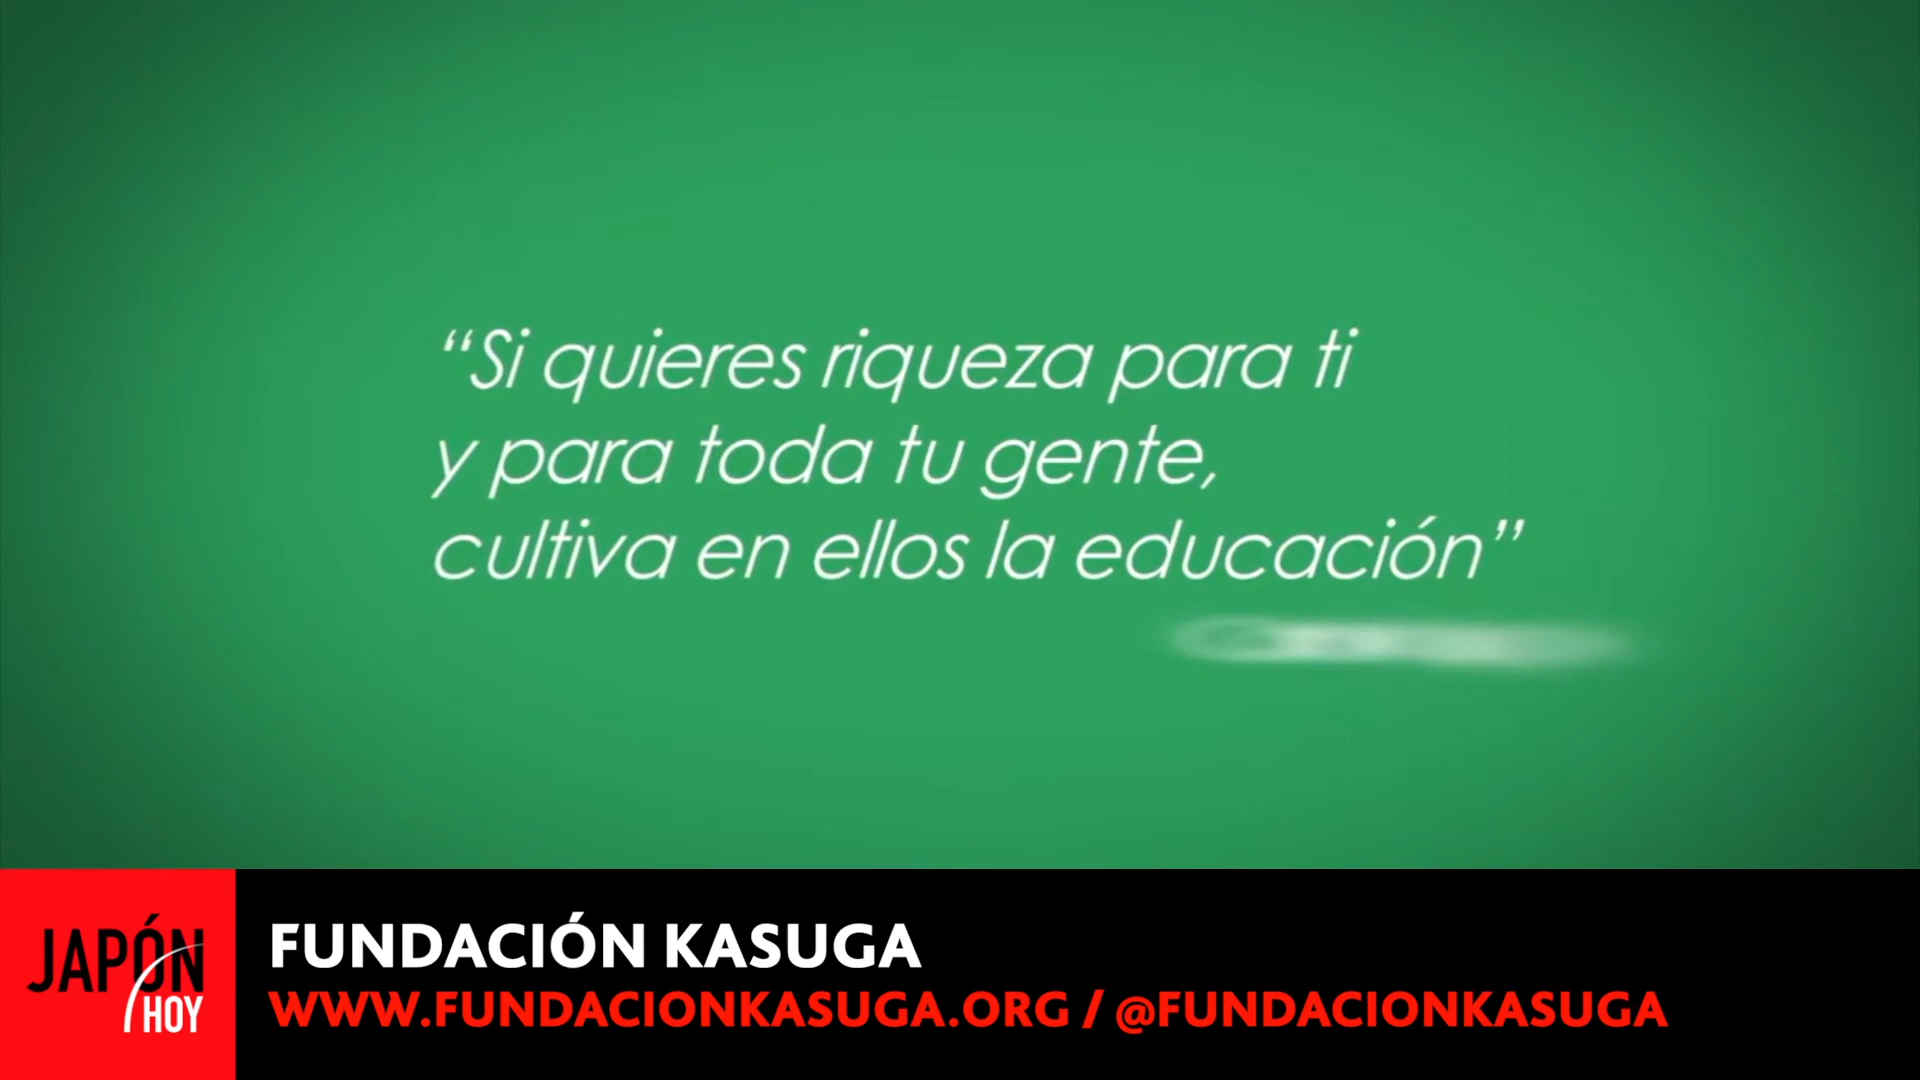 “Si quieres riqueza para ti
y para toda tu gente,
cultiva en ellos la educación”
JAPÓN
HOY
FUNDACIÓN KASUGA
WWW.FUNDACIONKASUGA.ORG / @FUNDACIONKASUGA